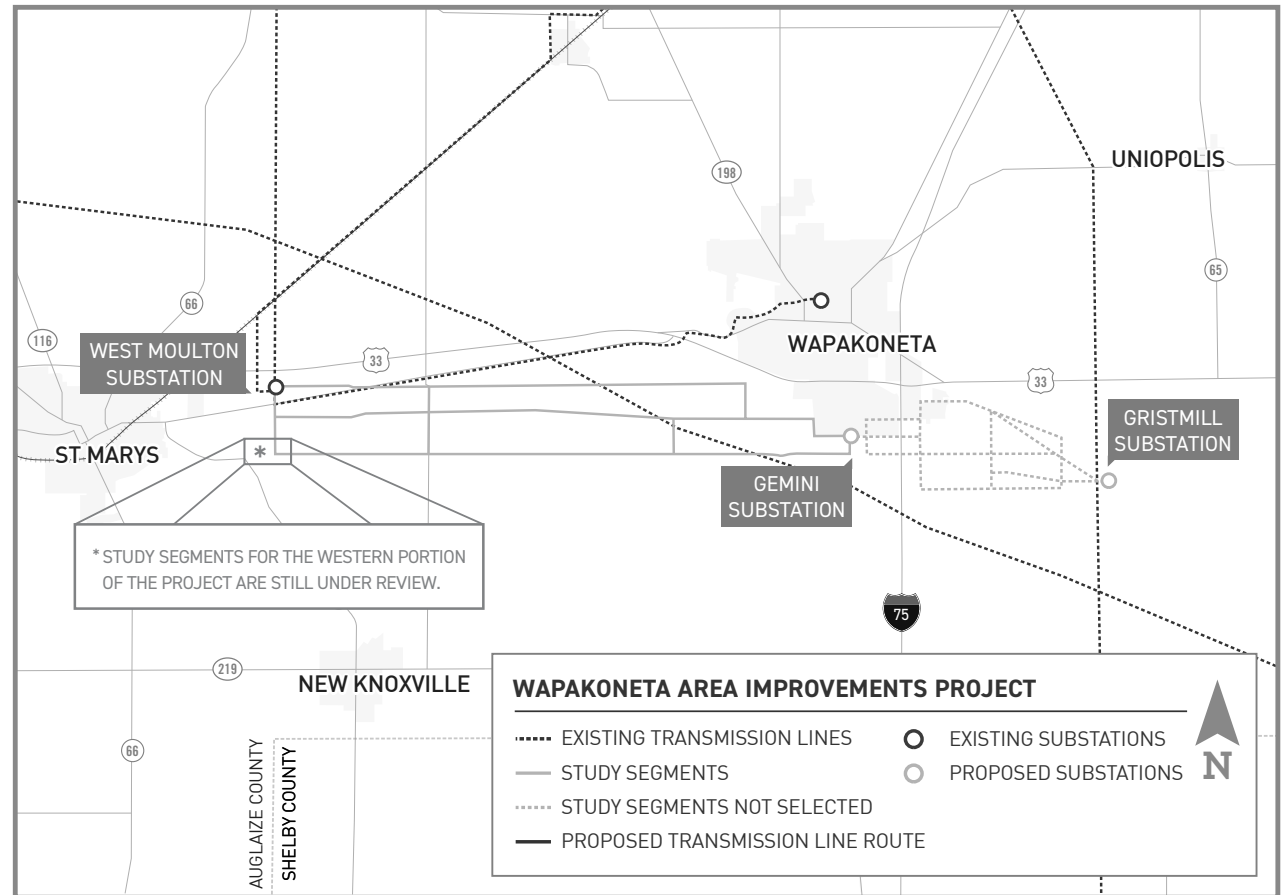 UNIOPOLIS
198
65
66
116
WEST MOULTON
SUBSTATION
33
WAPAKONETA
33
GRISTMILL
SUBSTATION
ST MARYS
*
GEMINI
SUBSTATION
* STUDY SEGMENTS FOR THE WESTERN PORTION
OF THE PROJECT ARE STILL UNDER REVIEW.
75
219
NEW KNOXVILLE
66
AUGLAIZE COUNTY
SHELBY COUNTY
WAPAKONETA AREA IMPROVEMENTS PROJECT
EXISTING TRANSMISSION LINES
STUDY SEGMENTS
STUDY SEGMENTS NOT SELECTED
PROPOSED TRANSMISSION LINE ROUTE
EXISTING SUBSTATIONS
PROPOSED SUBSTATIONS
N